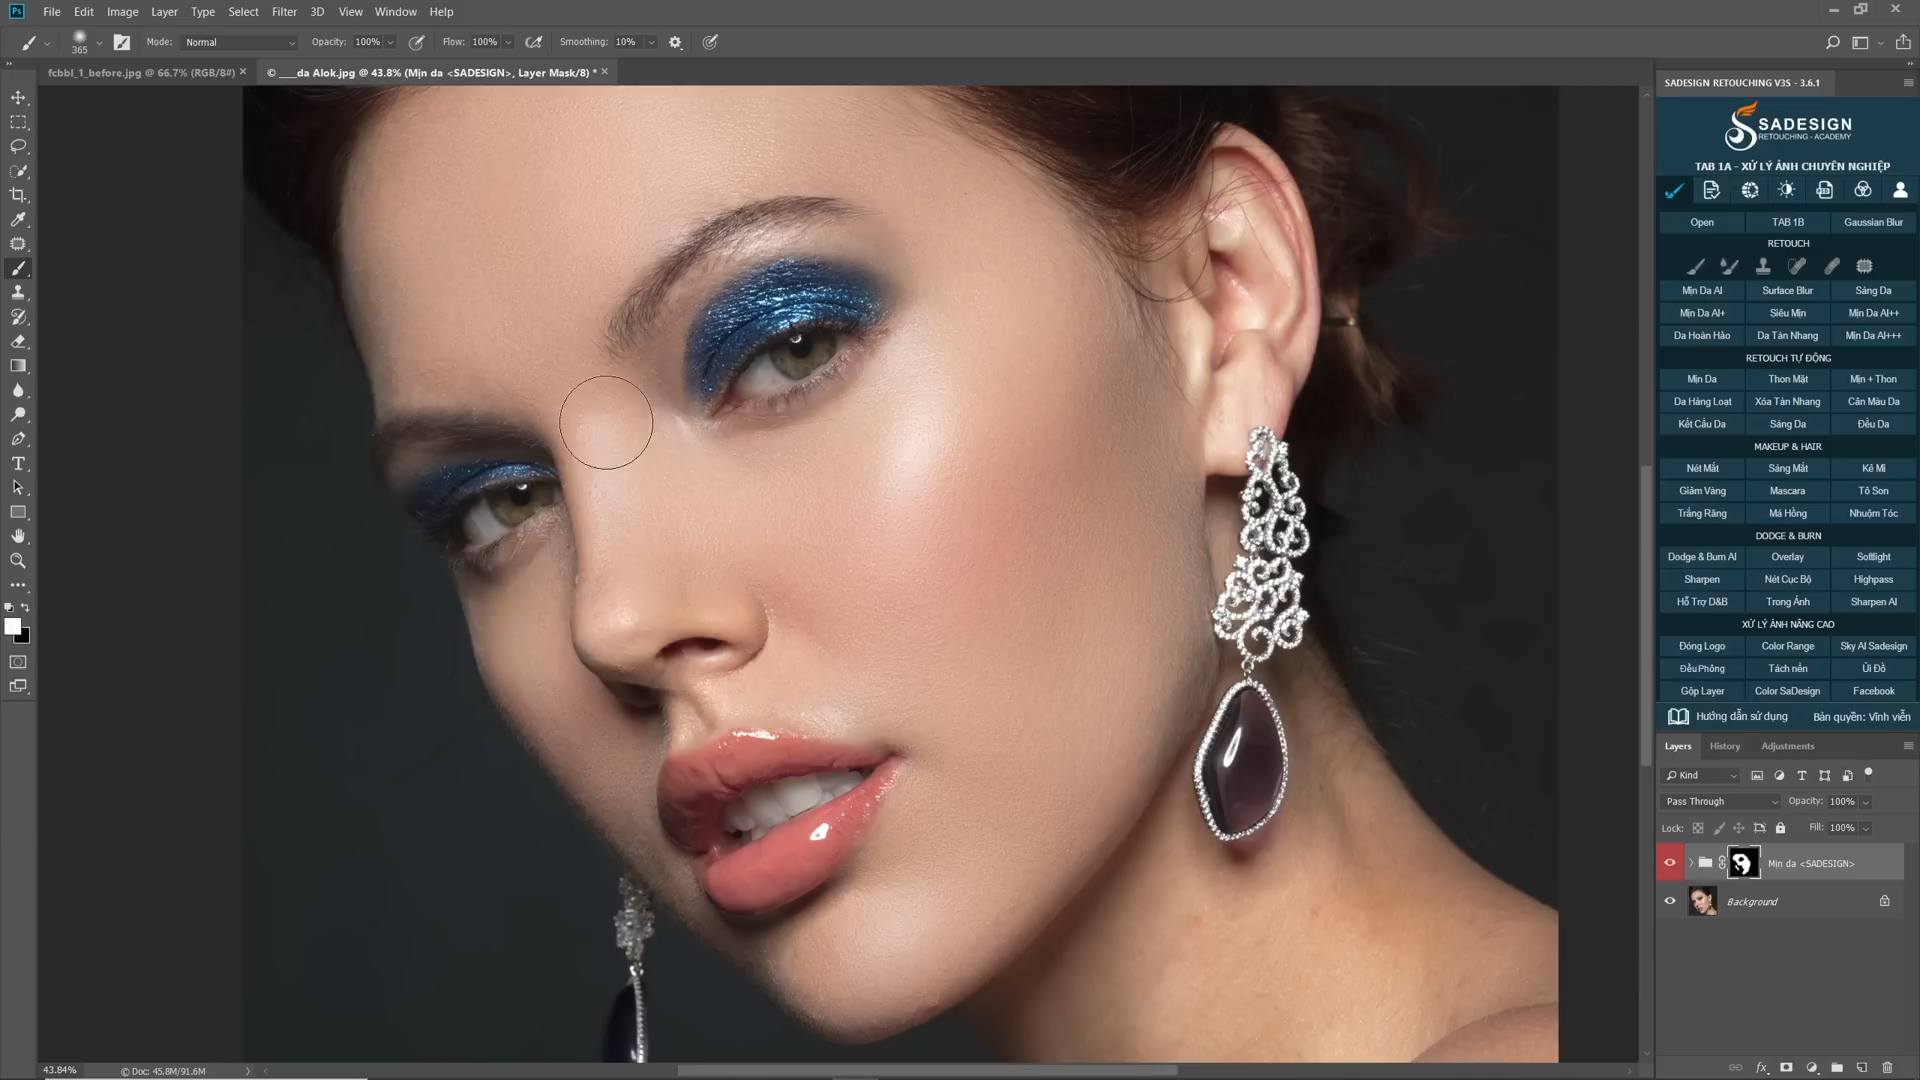 Ps File Edit Image Layer Type Select Filter 3D View Window Help
365 Mode: Normal Opacity: 100% Flow: 100% Smoothing: 10%
fcbbl_1_before.jpg @ 66.7% (RGB/8#) × © ___da Alok.jpg @ 43.8% (Mịn da <SADESIGN>, Layer Mask/8) * ×
SADESIGN RETOUCHING V3S - 3.6.1
SADESIGN
RETOUCHING - ACADEMY
TAB 1A - XỬ LÝ ẢNH CHUYÊN NGHIỆP
Open TAB 1B Gaussian Blur
RETOUCH
Mịn Da AI Surface Blur Sáng Da
Mịn Da AI+ Siêu Mịn Mịn Da AI++
Da Hoàn Hảo Da Tàn Nhang Mịn Da AI+++
RETOUCH TỰ ĐỘNG
Mịn Da Thon Mặt Mịn + Thon
Da Hàng Loạt Xóa Tàn Nhang Cân Màu Da
Kết Cấu Da Sáng Da Đều Da
MAKEUP & HAIR
Nét Mắt Sáng Mắt Kẻ Mi
Giảm Vàng Mascara Tô Son
Trắng Răng Má Hồng Nhuộm Tóc
DODGE & BURN
Dodge & Burn AI Overlay Softlight
Sharpen Nét Cục Bộ Highpass
Hỗ Trợ D&B Trong Ảnh Sharpen AI
XỬ LÝ ẢNH NÂNG CAO
Đóng Logo Color Range Sky AI Sadesign
Đều Phông Tách nền Ủi Đồ
Gộp Layer Color SaDesign Facebook
Hướng dẫn sử dụng Bản quyền: Vĩnh viễn
Layers History Adjustments
Kind
Pass Through Opacity: 100%
Lock: Fill: 100%
Mịn da <SADESIGN>
Background
43.84% © Doc: 45.8M/91.6M